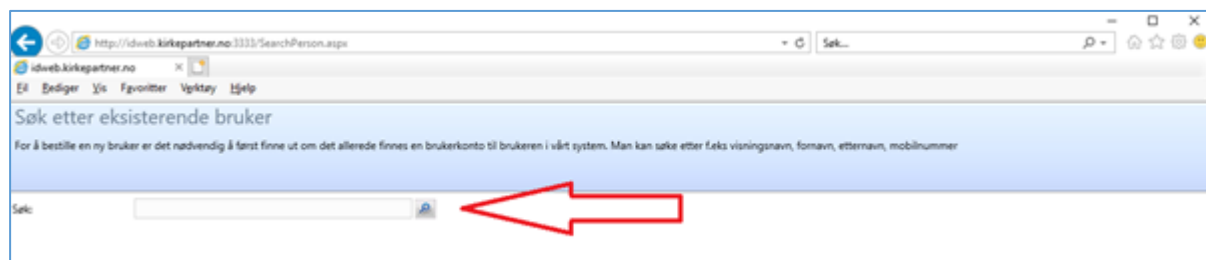 http://idweb.kirkepartner.no:3333/SearchPerson.aspx
Søk...
idweb.kirkepartner.no
Fil Rediger Vis Favoritter Verktøy Hjelp
Søk etter eksisterende bruker
For å bestille en ny bruker er det nødvendig å først finne ut om det allerede finnes en brukerkonto til brukeren i vårt system. Man kan søke etter f.eks visningsnavn, fornavn, etternavn, mobilnummer
Søk: